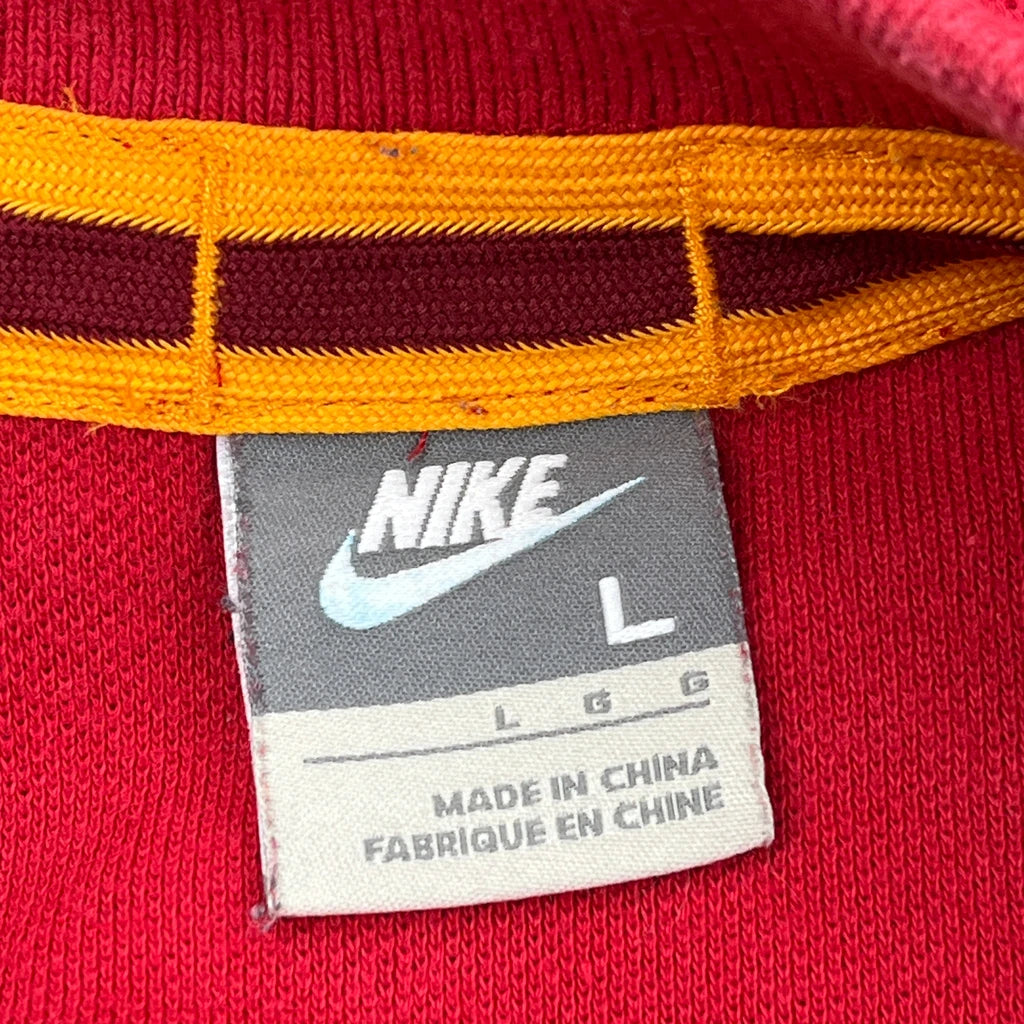 NIKE
L
L G G
MADE IN CHINA
FABRIQUE EN CHINE